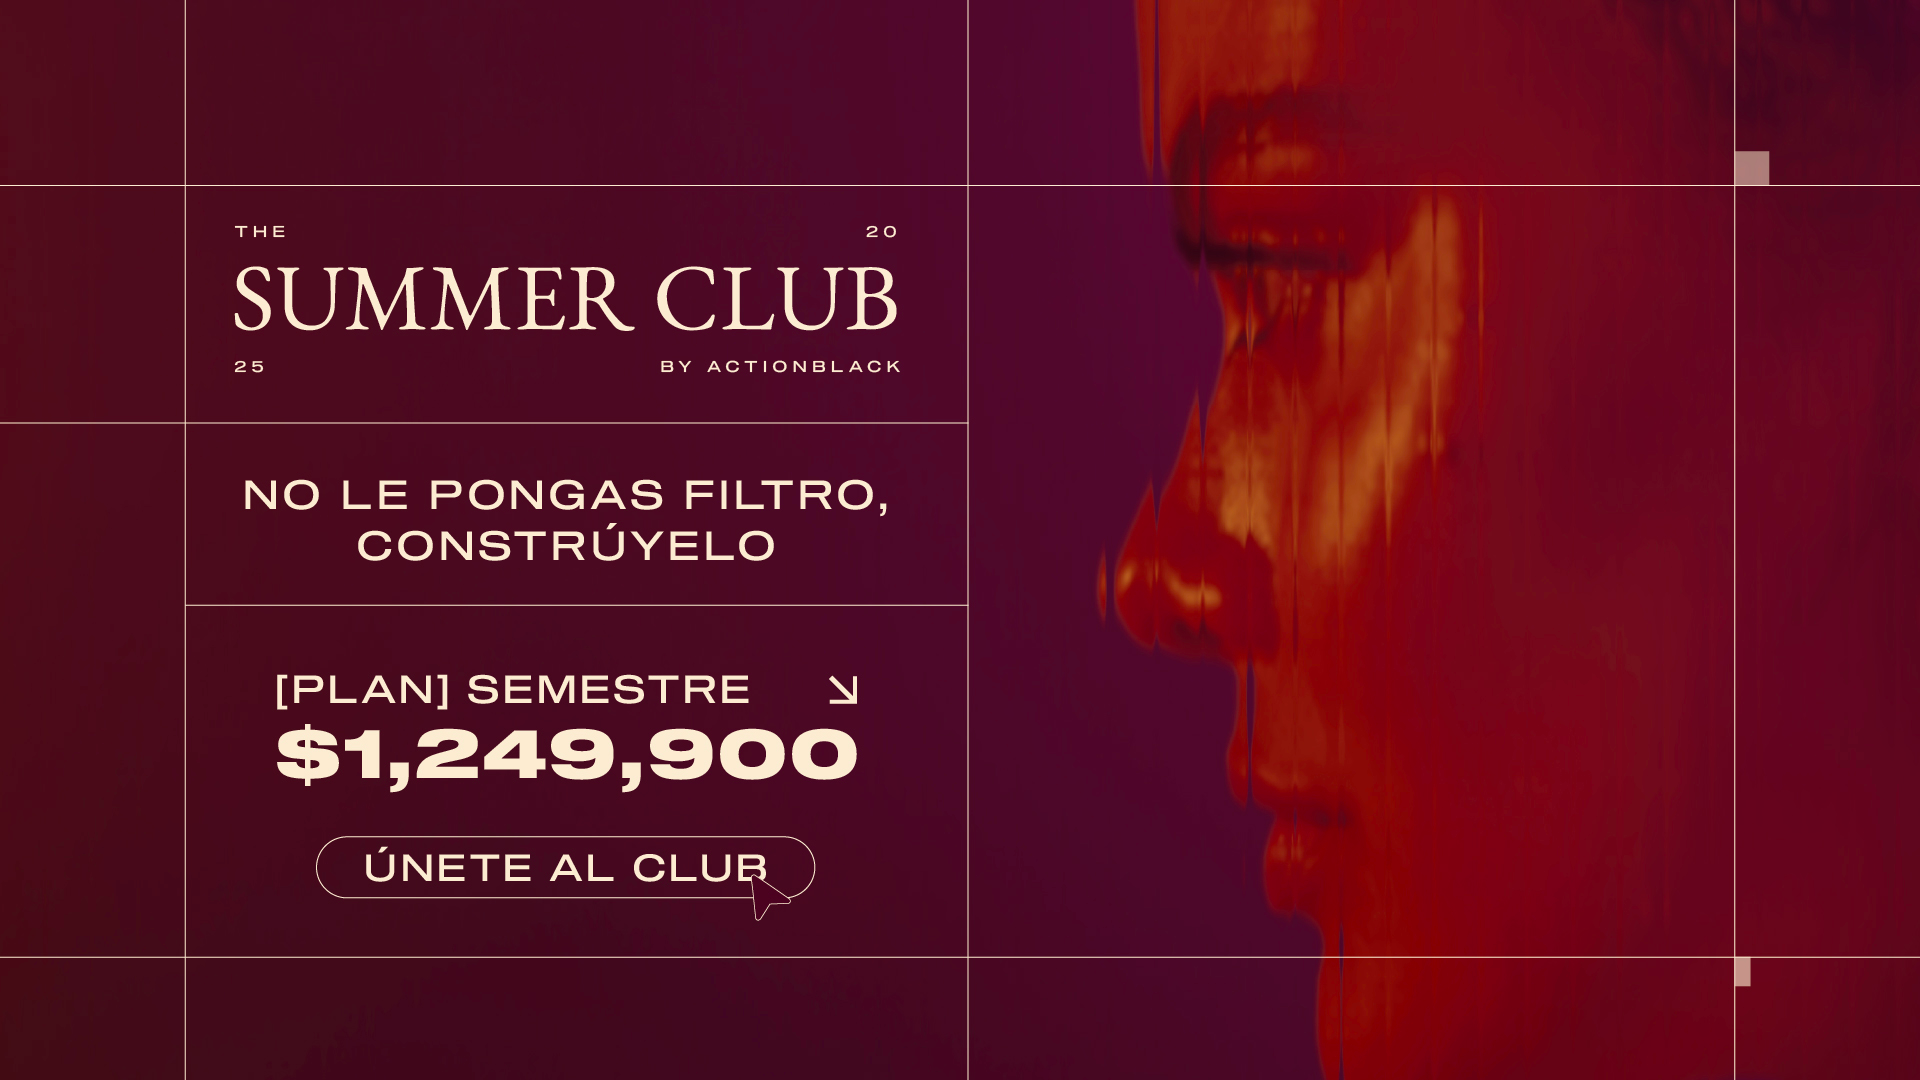 THE 20
SUMMER CLUB
25 BY ACTIONBLACK
NO LE PONGAS FILTRO,
CONSTRÚYELO
[PLAN] SEMESTRE
$1,249,900
ÚNETE AL CLUB